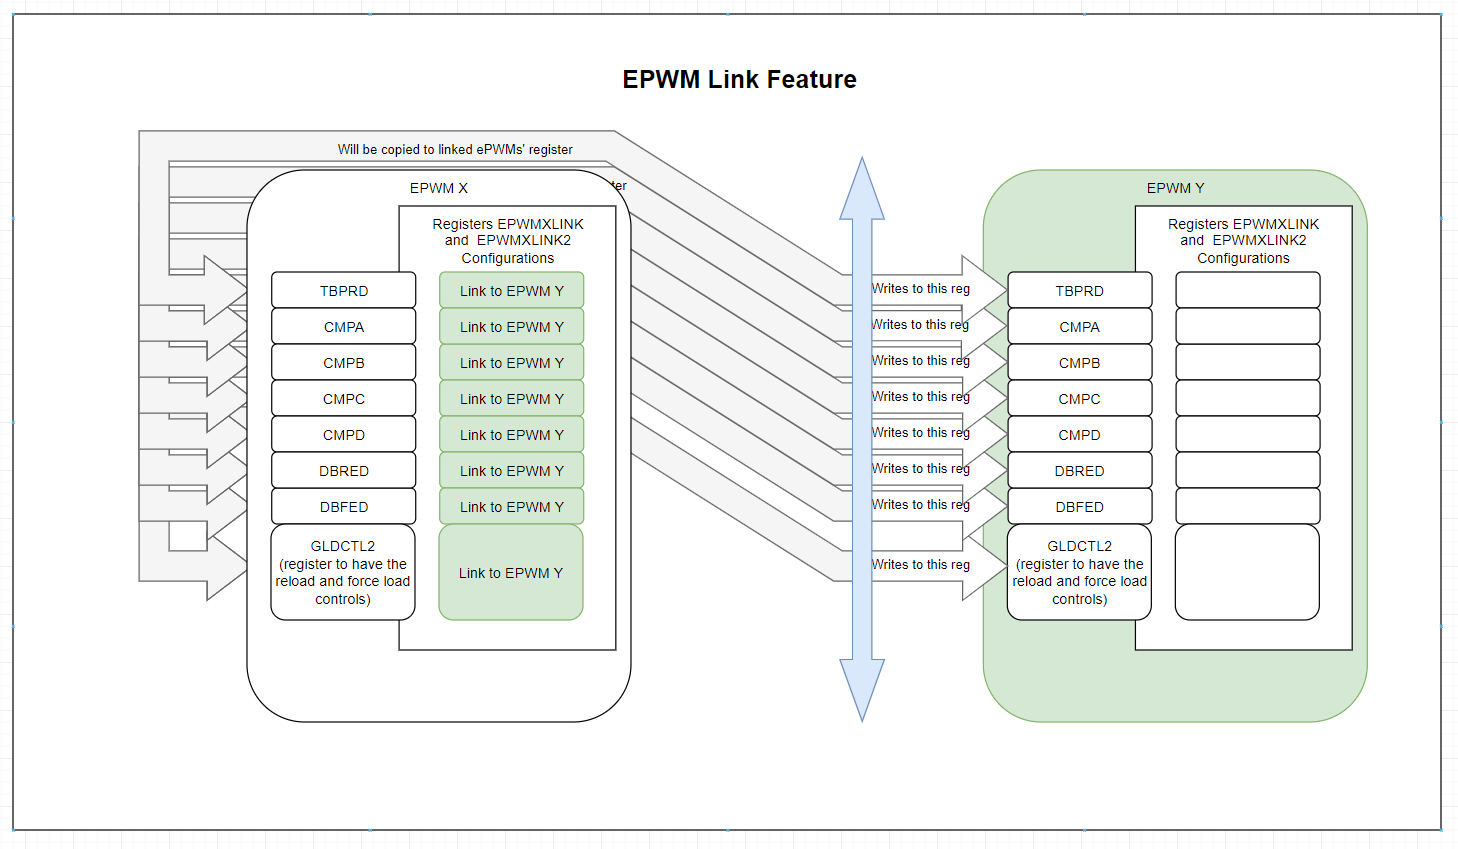 EPWM Link Feature
Will be copied to linked ePWMs' register
ter
EPWM X
Registers EPWMXLINK
and EPWMXLINK2
Configurations
TBPRD
Link to EPWM Y
CMPA
Link to EPWM Y
CMPB
Link to EPWM Y
CMPC
Link to EPWM Y
CMPD
Link to EPWM Y
DBRED
Link to EPWM Y
DBFED
Link to EPWM Y
GLDCTL2
(register to have the
reload and force load
controls)
Link to EPWM Y
Writes to this reg
Writes to this reg
Writes to this reg
Writes to this reg
Writes to this reg
Writes to this reg
Writes to this reg
Writes to this reg
EPWM Y
Registers EPWMXLINK
and EPWMXLINK2
Configurations
TBPRD
CMPA
CMPB
CMPC
CMPD
DBRED
DBFED
GLDCTL2
(register to have the
reload and force load
controls)